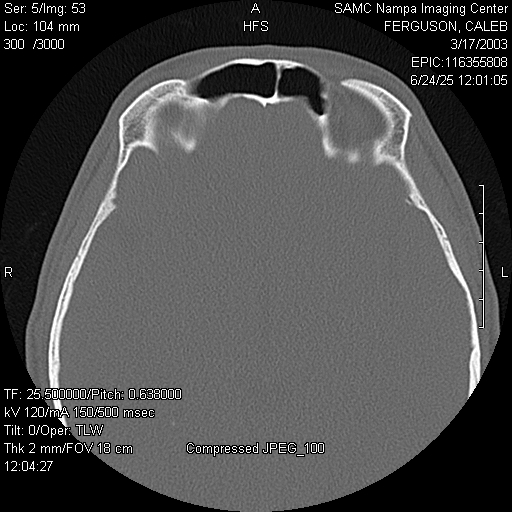 Ser: 5/Img: 53
Loc: 104 mm
300 /3000
A
HFS
SAMC Nampa Imaging Center
FERGUSON, CALEB
3/17/2003
EPIC:116355808
6/24/25 12:01:05
R
L
TF: 25.500000/Pitch: 0.638000
kV 120/mA 150/500 msec
Tilt: 0/Oper: TLW
Thk 2 mm/FOV 18 cm
12:04:27
Compressed JPEG_100